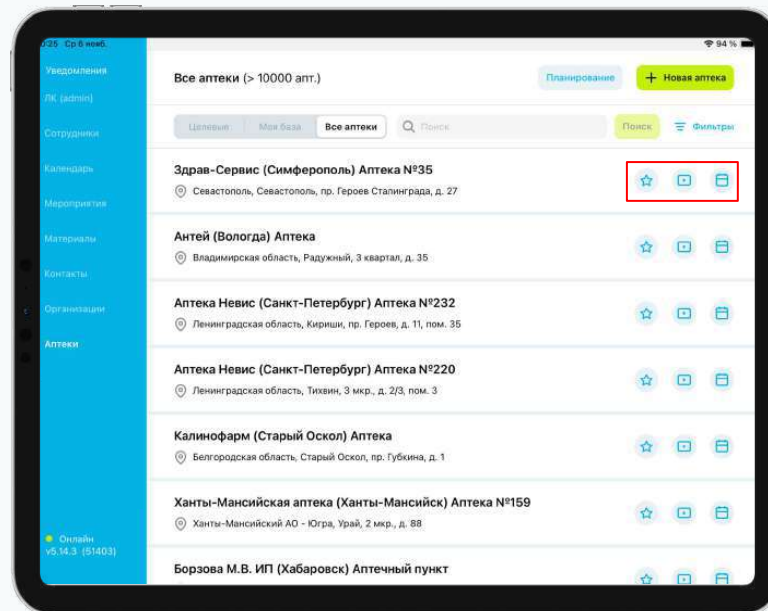 0:25 Ср 6 нояб.
94 %
Уведомления
ЛК (admin)
Сотрудники
Календарь
Мероприятия
Материалы
Контакты
Организации
Аптеки
Онлайн
v5.14.3 (51403)
Все аптеки (> 10000 апт.)
Планирование
+ Новая аптека
Целевые
Моя база
Все аптеки
Поиск
Поиск
Фильтры
Здрав-Сервис (Симферополь) Аптека №35
Севастополь, Севастополь, пр. Героев Сталинграда, д. 27
Антей (Вологда) Аптека
Владимирская область, Радужный, 3 квартал, д. 35
Аптека Невис (Санкт-Петербург) Аптека №232
Ленинградская область, Кириши, пр. Героев, д. 11, пом. 35
Аптека Невис (Санкт-Петербург) Аптека №220
Ленинградская область, Тихвин, 3 мкр., д. 2/3, пом. 3
Калинофарм (Старый Оскол) Аптека
Белгородская область, Старый Оскол, пр. Губкина, д. 1
Ханты-Мансийская аптека (Ханты-Мансийск) Аптека №159
Ханты-Мансийский АО - Югра, Урай, 2 мкр., д. 88
Борзова М.В. ИП (Хабаровск) Аптечный пункт